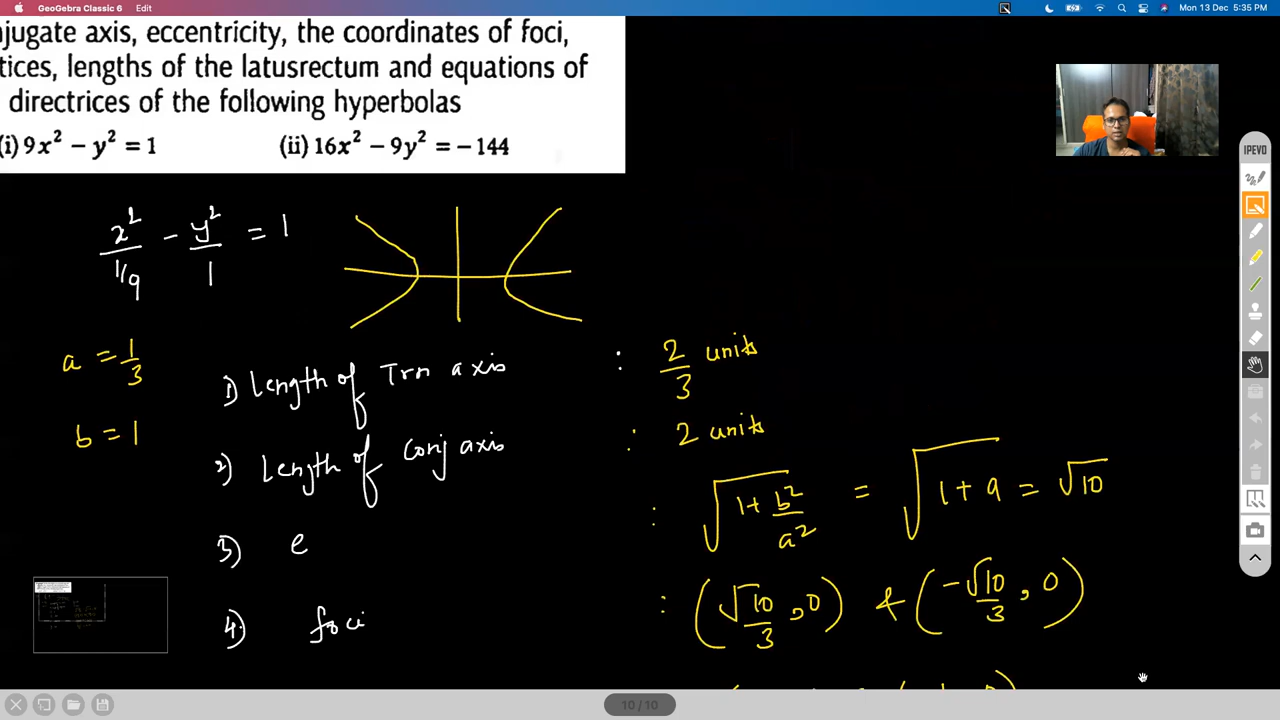 GeoGebra Classic 6 Edit Mon 13 Dec 5:35 PM
jugate axis, eccentricity, the coordinates of foci,
tices, lengths of the latusrectum and equations of
directrices of the following hyperbolas
(i) 9x² − y² = 1 (ii) 16x² − 9y² = − 144
x²/1/9 − y²/1 = 1
a = 1/3
b = 1
1) Length of Trn axis : 2/3 units
2) Length of Conj axis : 2 units
3) e : √1+b²/a² = √1+9 = √10
4) foci : (√10/3, 0) & (−√10/3, 0)
IPEVO
10 / 10